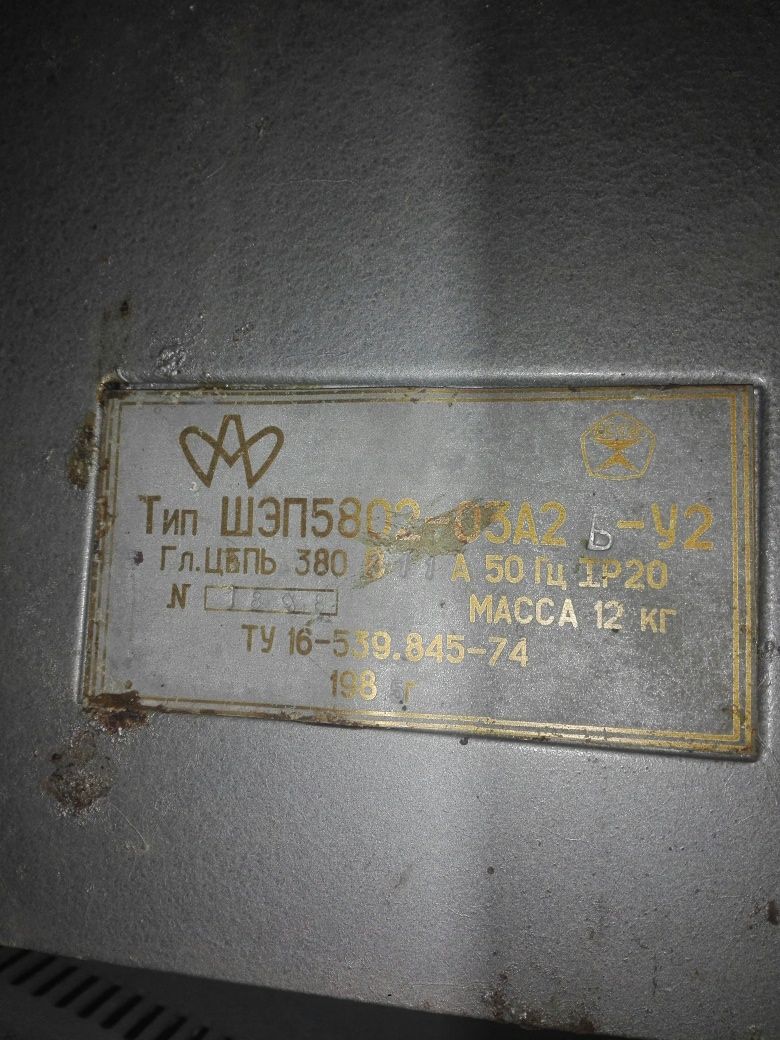 Тип ШЭП5802-03А2 Б-У2
Гл.ЦЕПЬ 380 В 11 А 50 Гц IP20
N
МАССА 12 кг
ТУ 16-539.845-74
198 г